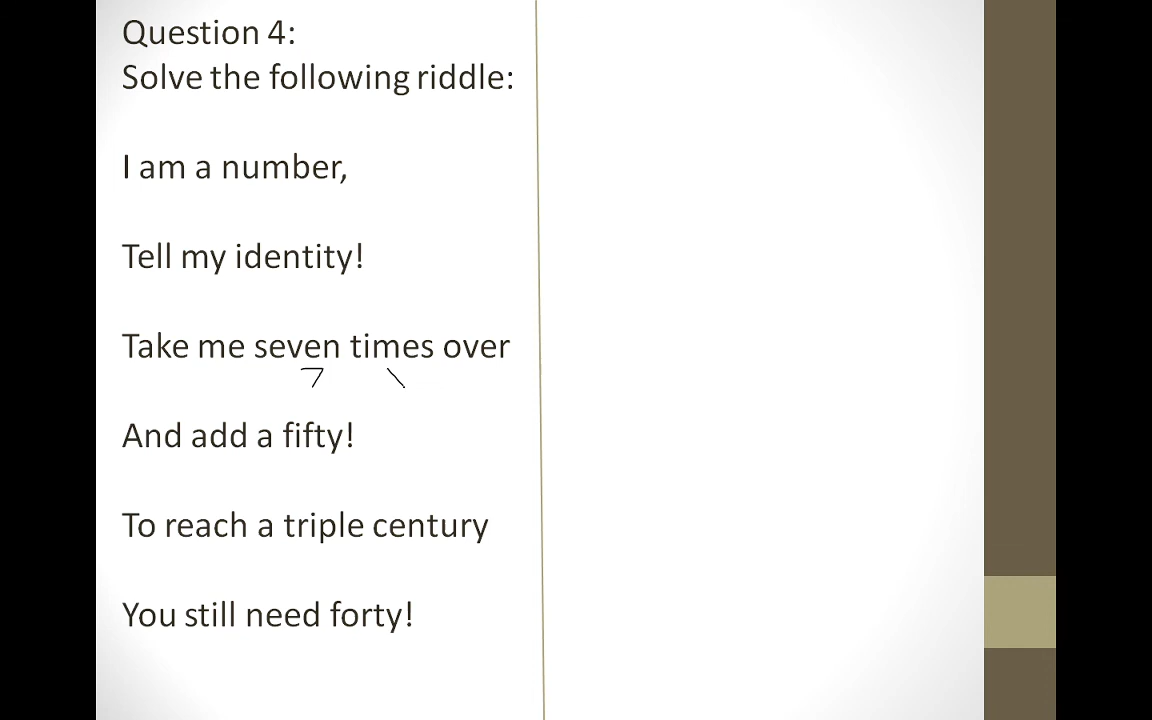 Question 4:
Solve the following riddle:
I am a number,
Tell my identity!
Take me seven times over
7 \
And add a fifty!
To reach a triple century
You still need forty!